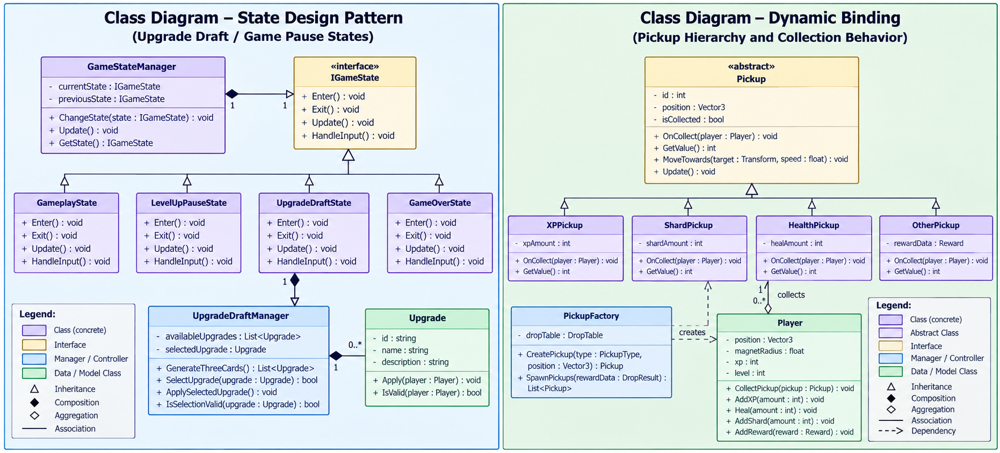 Class Diagram – State Design Pattern
(Upgrade Draft / Game Pause States)
GameStateManager
- currentState : IGameState
- previousState : IGameState
+ ChangeState(state : IGameState) : void
+ Update() : void
+ GetState() : IGameState
1
1
«interface»
IGameState
+ Enter() : void
+ Exit() : void
+ Update() : void
+ HandleInput() : void
GameplayState
+ Enter() : void
+ Exit() : void
+ Update() : void
+ HandleInput() : void
LevelUpPauseState
+ Enter() : void
+ Exit() : void
+ Update() : void
+ HandleInput() : void
UpgradeDraftState
+ Enter() : void
+ Exit() : void
+ Update() : void
+ HandleInput() : void
GameOverState
+ Enter() : void
+ Exit() : void
+ Update() : void
+ HandleInput() : void
1
Legend:
Class (concrete)
Interface
Manager / Controller
Data / Model Class
Inheritance
Composition
Aggregation
Association
UpgradeDraftManager
- availableUpgrades : List<Upgrade>
- selectedUpgrade : Upgrade
+ GenerateThreeCards() : List<Upgrade>
+ SelectUpgrade(upgrade : Upgrade) : bool
+ ApplySelectedUpgrade() : void
+ IsSelectionValid(upgrade : Upgrade) : bool
0..*
1
Upgrade
- id : string
- name : string
- description : string
+ Apply(player : Player) : void
+ IsValid(player : Player) : bool
Class Diagram – Dynamic Binding
(Pickup Hierarchy and Collection Behavior)
«abstract»
Pickup
- id : int
- position : Vector3
- isCollected : bool
+ OnCollect(player : Player) : void
+ GetValue() : int
+ MoveTowards(target : Transform, speed : float) : void
+ Update() : void
XPPickup
- xpAmount : int
+ OnCollect(player : Player) : void
+ GetValue() : int
ShardPickup
- shardAmount : int
+ OnCollect(player : Player) : void
+ GetValue() : int
HealthPickup
- healAmount : int
+ OnCollect(player : Player) : void
+ GetValue() : int
OtherPickup
- rewardData : Reward
+ OnCollect(player : Player) : void
+ GetValue() : int
1
collects
0..*
PickupFactory
- dropTable : DropTable
+ CreatePickup(type : PickupType,
position : Vector3) : Pickup
+ SpawnPickups(rewardData : DropResult) :
List<Pickup>
creates
Player
- position : Vector3
- magnetRadius : float
- xp : int
- level : int
+ CollectPickup(pickup : Pickup) : void
+ AddXP(amount : int) : void
+ Heal(amount : int) : void
+ AddShard(amount : int) : void
+ AddReward(reward : Reward) : void
Legend:
Class (concrete)
Abstract Class
Interface
Manager / Controller
Data / Model Class
Inheritance
Composition
Aggregation
Association
Dependency